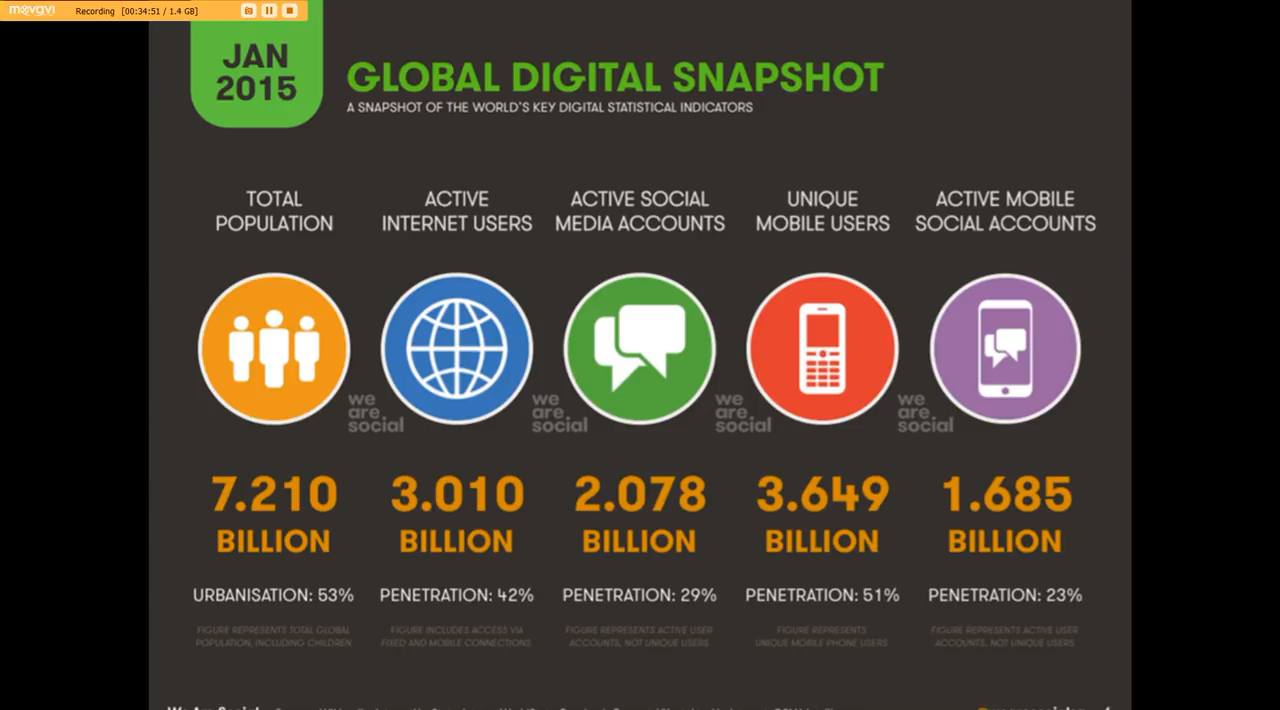 movavi Recording [00:34:51 / 1.4 GB]
JAN
2015
GLOBAL DIGITAL SNAPSHOT
A SNAPSHOT OF THE WORLD'S KEY DIGITAL STATISTICAL INDICATORS
TOTAL
POPULATION
ACTIVE
INTERNET USERS
ACTIVE SOCIAL
MEDIA ACCOUNTS
UNIQUE
MOBILE USERS
ACTIVE MOBILE
SOCIAL ACCOUNTS
we
are
social
we
are
social
we
are
social
we
are
social
7.210
BILLION
3.010
BILLION
2.078
BILLION
3.649
BILLION
1.685
BILLION
URBANISATION: 53%
PENETRATION: 42%
PENETRATION: 29%
PENETRATION: 51%
PENETRATION: 23%
FIGURE REPRESENTS TOTAL GLOBAL
POPULATION, INCLUDING CHILDREN
FIGURE INCLUDES ACCESS VIA
FIXED AND MOBILE CONNECTIONS
FIGURE REPRESENTS ACTIVE USER
ACCOUNTS, NOT UNIQUE USERS
FIGURE REPRESENTS
UNIQUE MOBILE PHONE USERS
FIGURE REPRESENTS ACTIVE USER
ACCOUNTS, NOT UNIQUE USERS
We Are Social